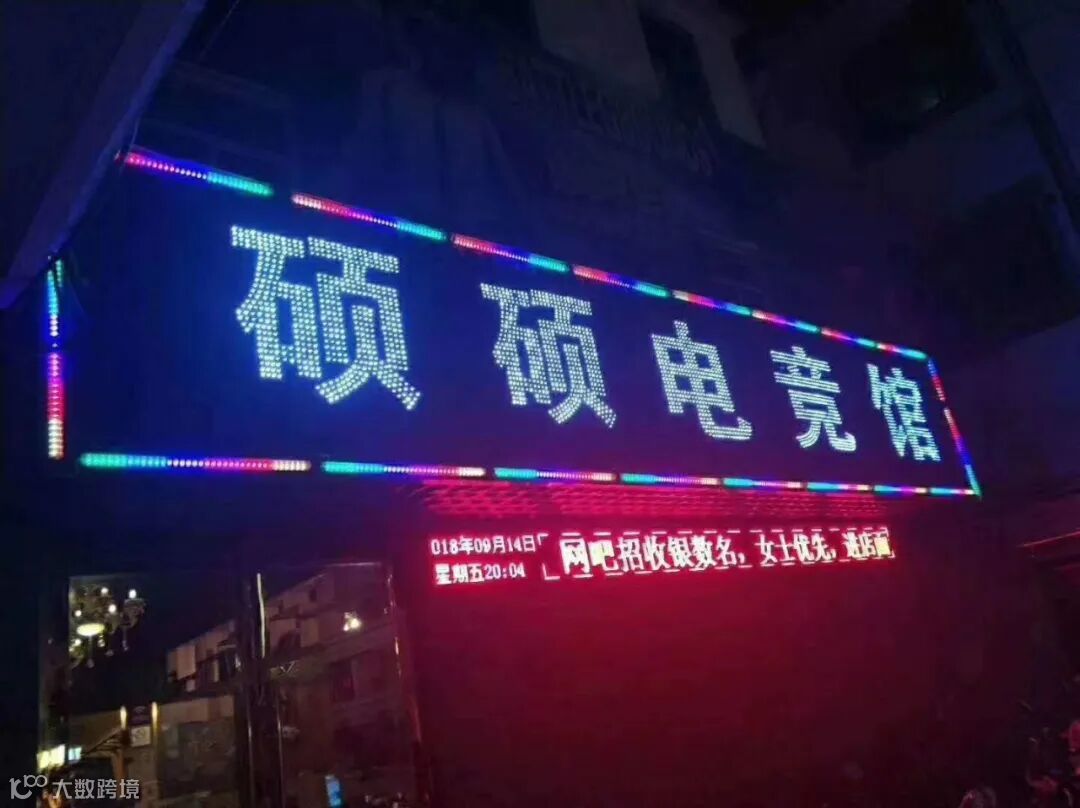 硕硕电竞馆
018年09月14日
星期五20:04
网吧招收银数名,女士优先,进店面
大数跨境